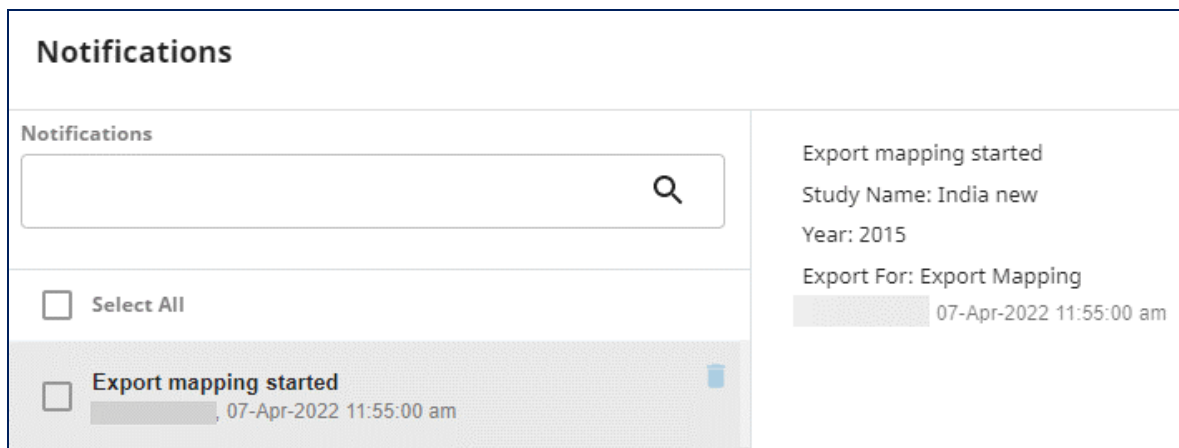 Notifications
Notifications
Select All
Export mapping started
, 07-Apr-2022 11:55:00 am
Export mapping started
Study Name: India new
Year: 2015
Export For: Export Mapping
07-Apr-2022 11:55:00 am